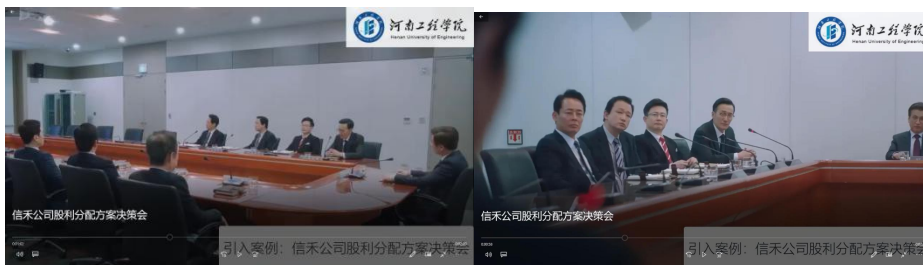 河南工程学院
Henan University of Engineering
信禾公司股利分配方案决策会
引入案例：信禾公司股利分配方案决策会
河南工程学院
Henan University of Engineering
信禾公司股利分配方案决策会
引入案例：信禾公司股利分配方案决策会